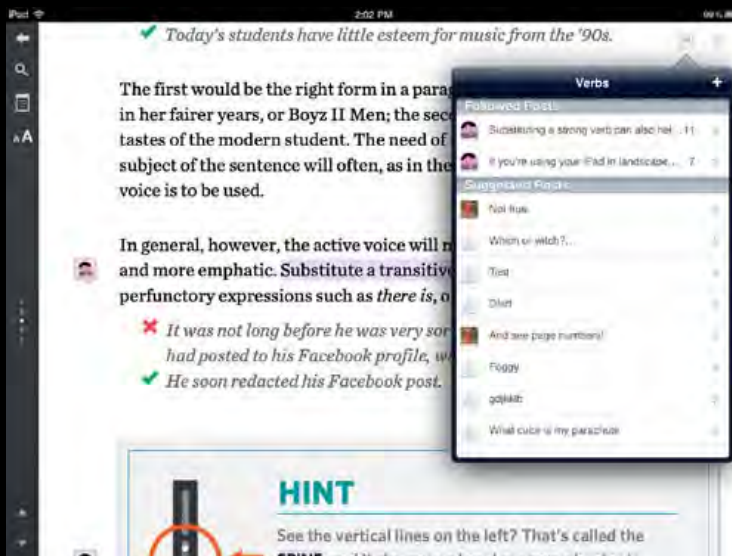 iPad
2:02 PM
Today's students have little esteem for music from the '90s.
AA
The first would be the right form in a parag
in her fairer years, or Boyz II Men; the sec
tastes of the modern student. The need of
subject of the sentence will often, as in the
voice is to be used.
In general, however, the active voice will
and more emphatic. Substitute a transitive
perfunctory expressions such as there is, o
It was not long before he was very sor
had posted to his Facebook profile, w
He soon redacted his Facebook post.
HINT
See the vertical lines on the left? That's called the
SPINE
Verbs
+
Followed Posts
Substituting a strong verb can also hel... 11
If you're using your iPad in landscape... 7
Suggested Posts
Not true.
Which or witch?...
Test
And see page numbers!
Foggy
What color is my parachute